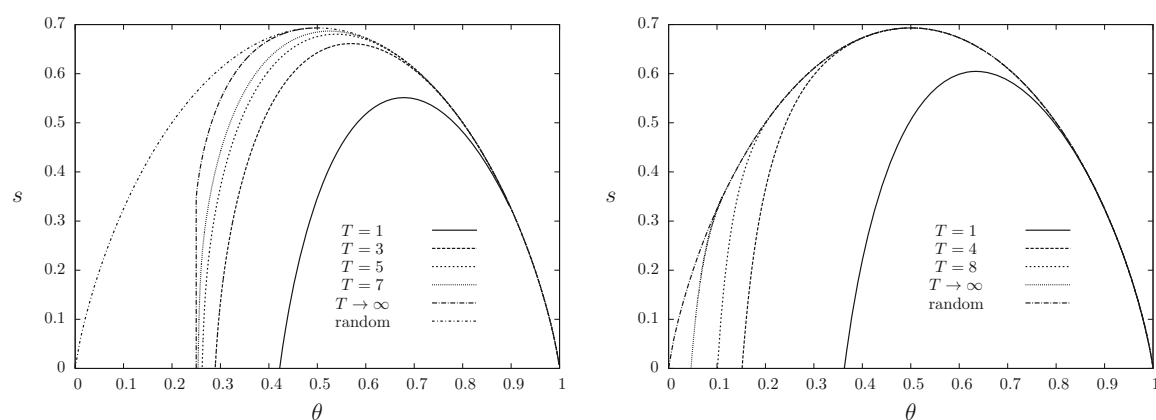 0.7
0.6
0.5
0.4
0.3
0.2
0.1
0
s
T = 1
T = 3
T = 5
T = 7
T → ∞
random
0 0.1 0.2 0.3 0.4 0.5 0.6 0.7 0.8 0.9 1
θ
0.7
0.6
0.5
0.4
0.3
0.2
0.1
0
s
T = 1
T = 4
T = 8
T → ∞
random
0 0.1 0.2 0.3 0.4 0.5 0.6 0.7 0.8 0.9 1
θ